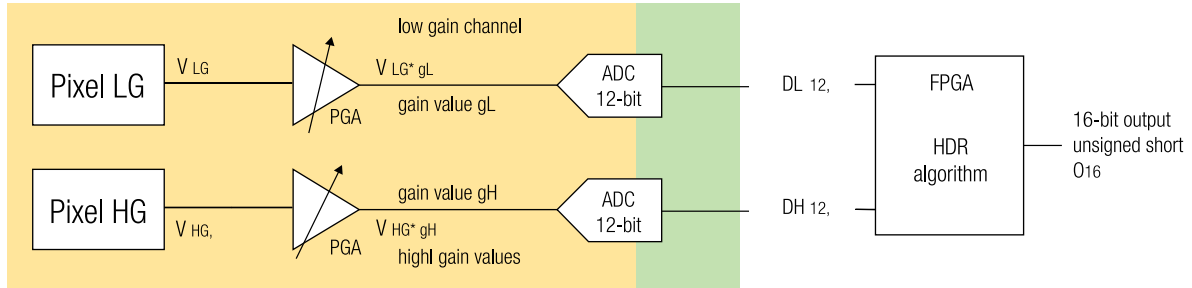 low gain channel
Pixel LG
V LG
V LG* gL
PGA
gain value gL
ADC
12-bit
DL 12,
FPGA
HDR
algorithm
16-bit output
unsigned short
O16
Pixel HG
V HG,
PGA
gain value gH
V HG* gH
highl gain values
ADC
12-bit
DH 12,